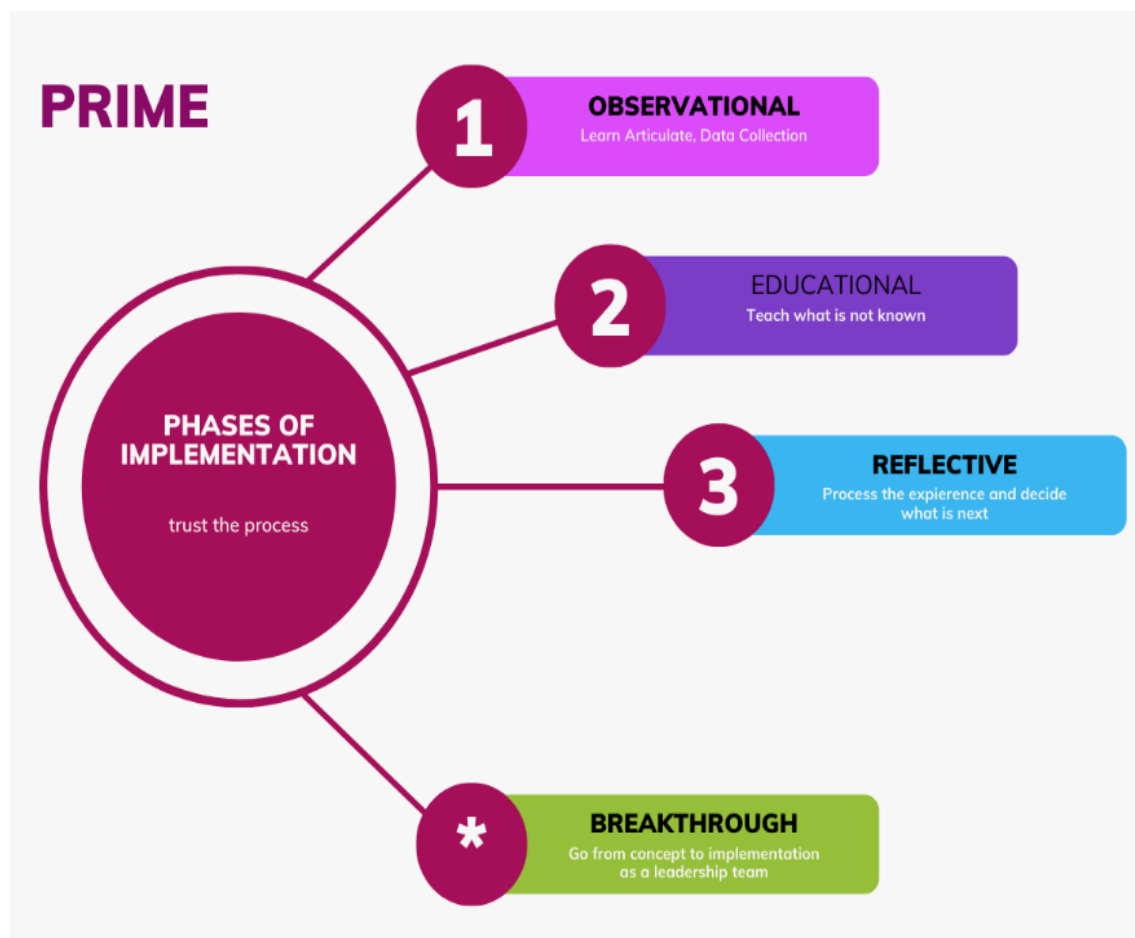 PRIME
1
OBSERVATIONAL
Learn Articulate, Data Collection
2
EDUCATIONAL
Teach what is not known
PHASES OF
IMPLEMENTATION
trust the process
3
REFLECTIVE
Process the expierence and decide
what is next
*
BREAKTHROUGH
Go from concept to implementation
as a leadership team